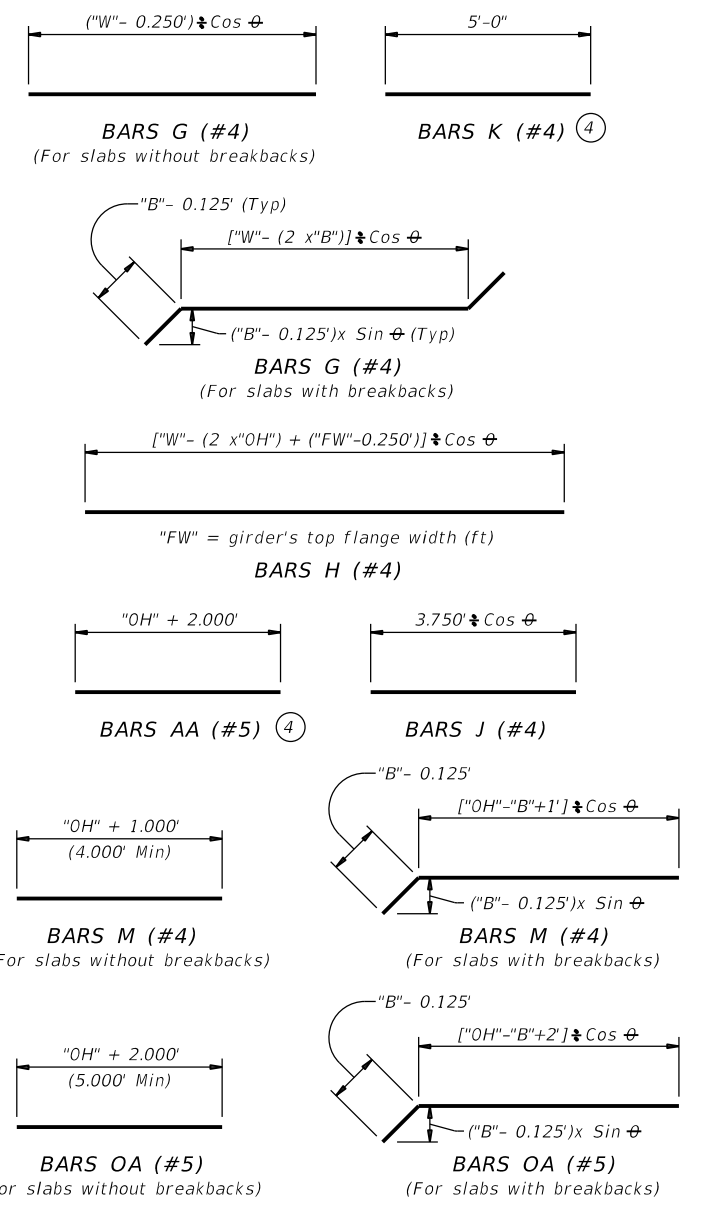 ("W"– 0.250') ÷ Cos θ
5'-0"
BARS G (#4)
(For slabs without breakbacks)
BARS K (#4) 4
"B"– 0.125' (Typ)
["W"– (2 x"B")] ÷ Cos θ
("B"– 0.125')x Sin θ (Typ)
BARS G (#4)
(For slabs with breakbacks)
["W"– (2 x"OH") + ("FW"–0.250')] ÷ Cos θ
"FW" = girder's top flange width (ft)
BARS H (#4)
"OH" + 2.000'
3.750' ÷ Cos θ
BARS AA (#5) 4
BARS J (#4)
"B"– 0.125'
["OH"–"B"+1'] ÷ Cos θ
"OH" + 1.000'
(4.000' Min)
("B"– 0.125')x Sin θ
BARS M (#4)
For slabs without breakbacks)
BARS M (#4)
(For slabs with breakbacks)
"B"– 0.125'
["OH"–"B"+2'] ÷ Cos θ
"OH" + 2.000'
(5.000' Min)
("B"– 0.125')x Sin θ
BARS OA (#5)
or slabs without breakbacks)
BARS OA (#5)
(For slabs with breakbacks)